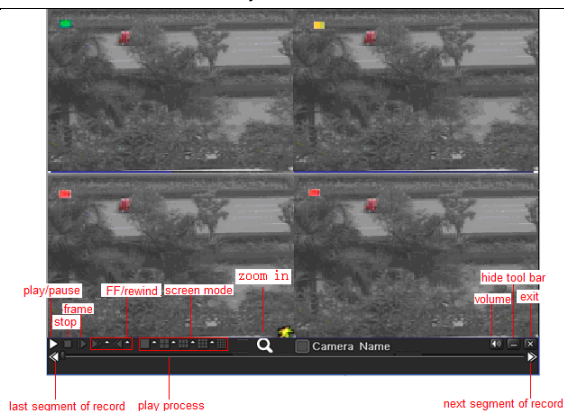 zoom in
hide tool bar
play/pause
FF/rewind
screen mode
volume
exit
frame
stop
Camera Name
last segment of record
play process
next segment of record